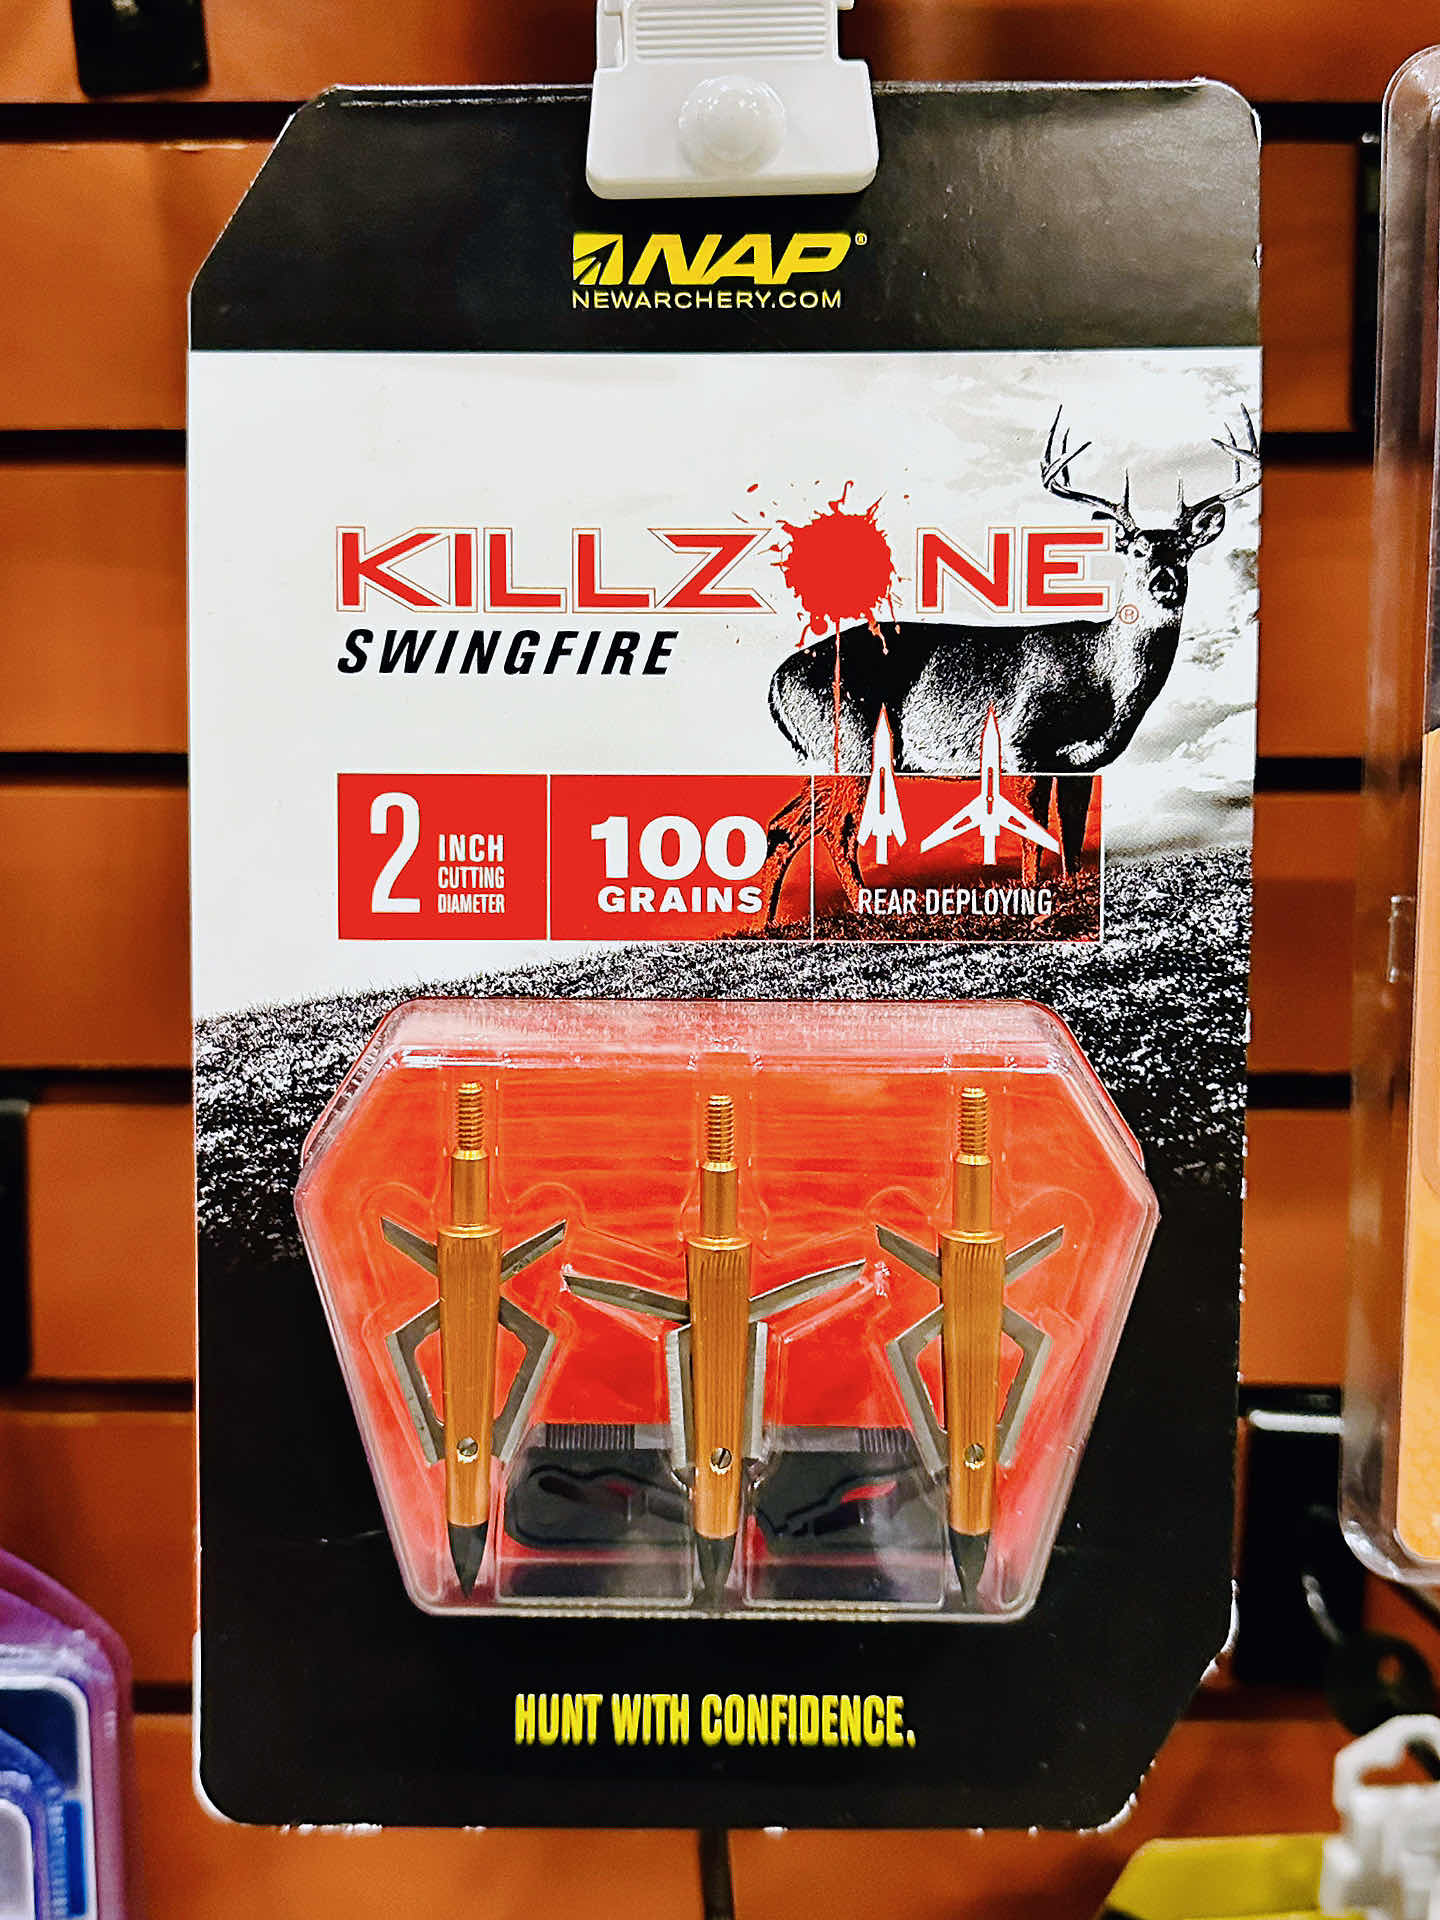 NAP®
NEWARCHERY.COM
KILLZONE®
SWINGFIRE
2 INCH
CUTTING
DIAMETER
100
GRAINS
REAR DEPLOYING
HUNT WITH CONFIDENCE.